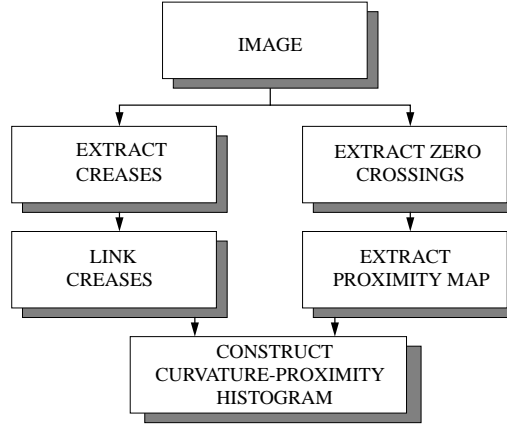 IMAGE
EXTRACT
CREASES
EXTRACT ZERO
CROSSINGS
LINK
CREASES
EXTRACT
PROXIMITY MAP
CONSTRUCT
CURVATURE-PROXIMITY
HISTOGRAM